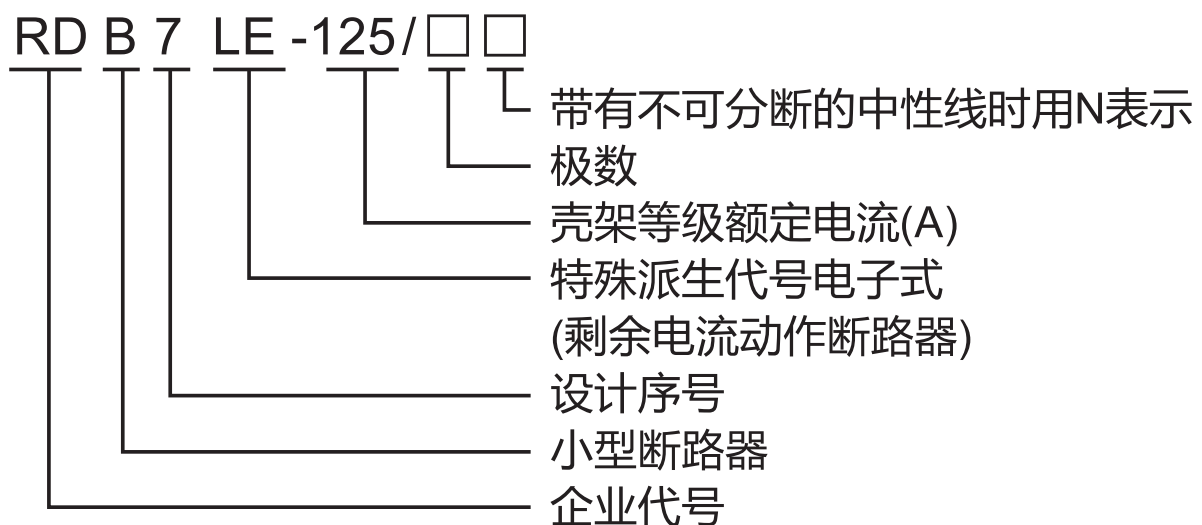 RD B 7 LE -125/□□
带有不可分断的中性线时用N表示
极数
壳架等级额定电流(A)
特殊派生代号电子式
(剩余电流动作断路器)
设计序号
小型断路器
企业代号